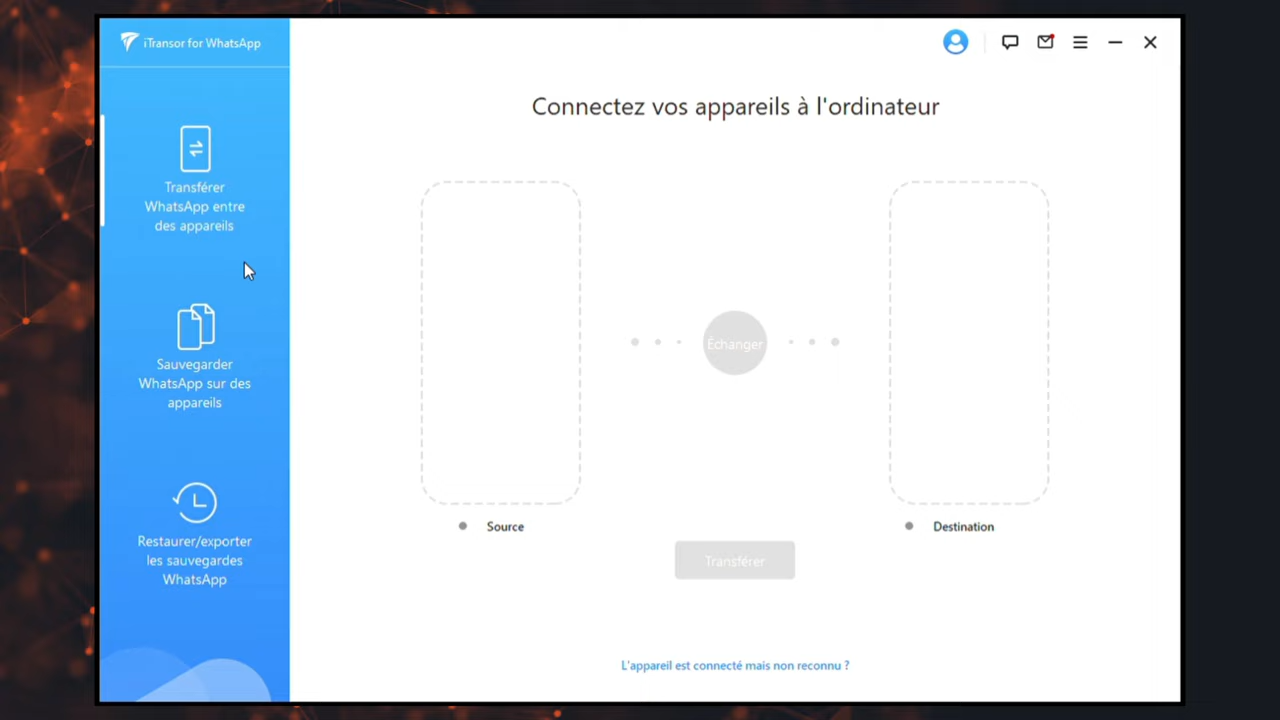 iTransor for WhatsApp
Transférer
WhatsApp entre
des appareils
Sauvegarder
WhatsApp sur des
appareils
Restaurer/exporter
les sauvegardes
WhatsApp
Connectez vos appareils à l'ordinateur
Échanger
Source
Destination
Transférer
L'appareil est connecté mais non reconnu ?